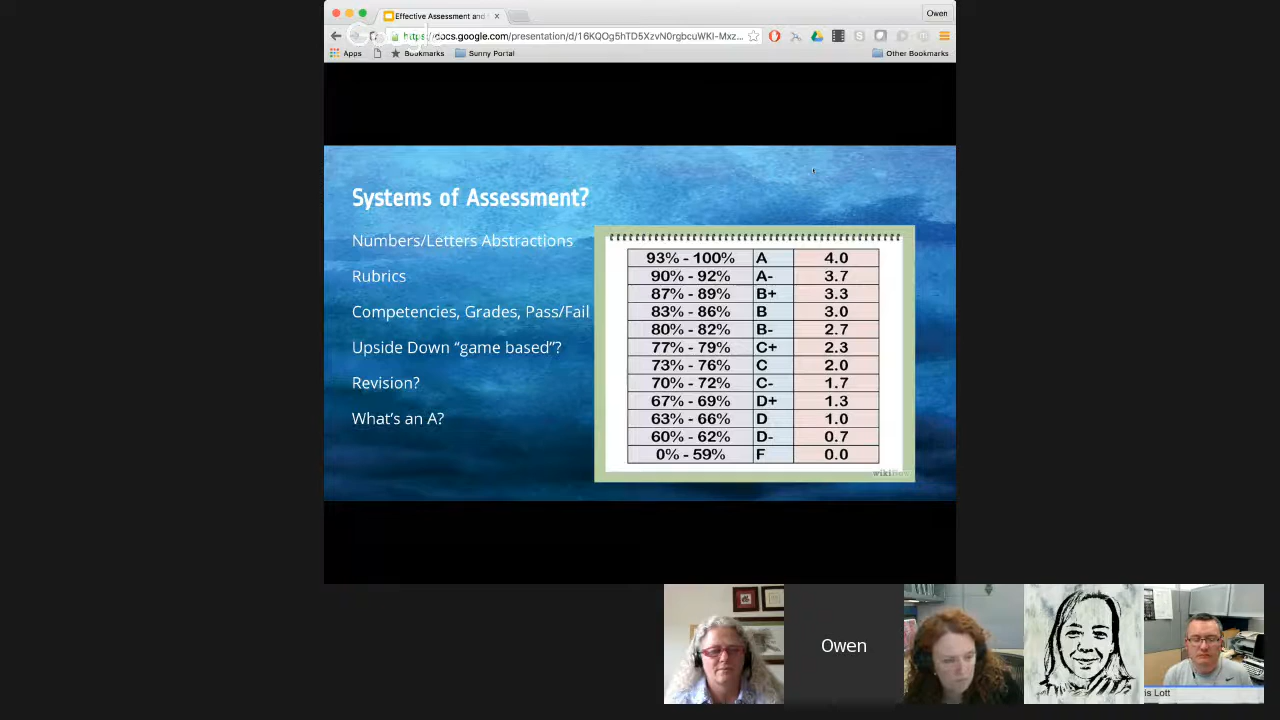 Effective Assessment and
Owen
https://docs.google.com/presentation/d/16KQOg5hTD5XzvN0rgbcuWKI-Mxz...
Apps
Bookmarks
Sunny Portal
Other Bookmarks
Systems of Assessment?
Numbers/Letters Abstractions
Rubrics
Competencies, Grades, Pass/Fail
Upside Down “game based”?
Revision?
What’s an A?
93% - 100% A 4.0
90% - 92% A- 3.7
87% - 89% B+ 3.3
83% - 86% B 3.0
80% - 82% B- 2.7
77% - 79% C+ 2.3
73% - 76% C 2.0
70% - 72% C- 1.7
67% - 69% D+ 1.3
63% - 66% D 1.0
60% - 62% D- 0.7
0% - 59% F 0.0
wikiHow
Owen
is Lott